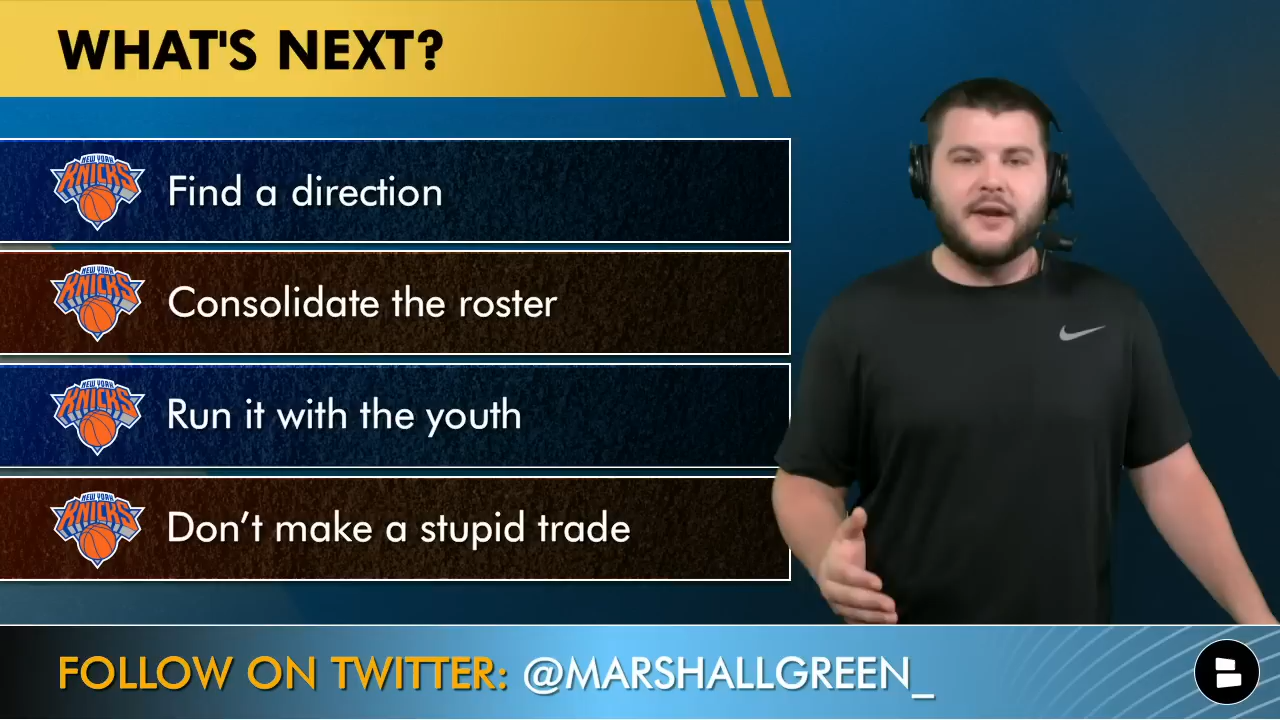 WHAT'S NEXT?
NEW YORK
KNICKS
Find a direction
NEW YORK
KNICKS
Consolidate the roster
NEW YORK
KNICKS
Run it with the youth
NEW YORK
KNICKS
Don’t make a stupid trade
FOLLOW ON TWITTER: @MARSHALLGREEN_